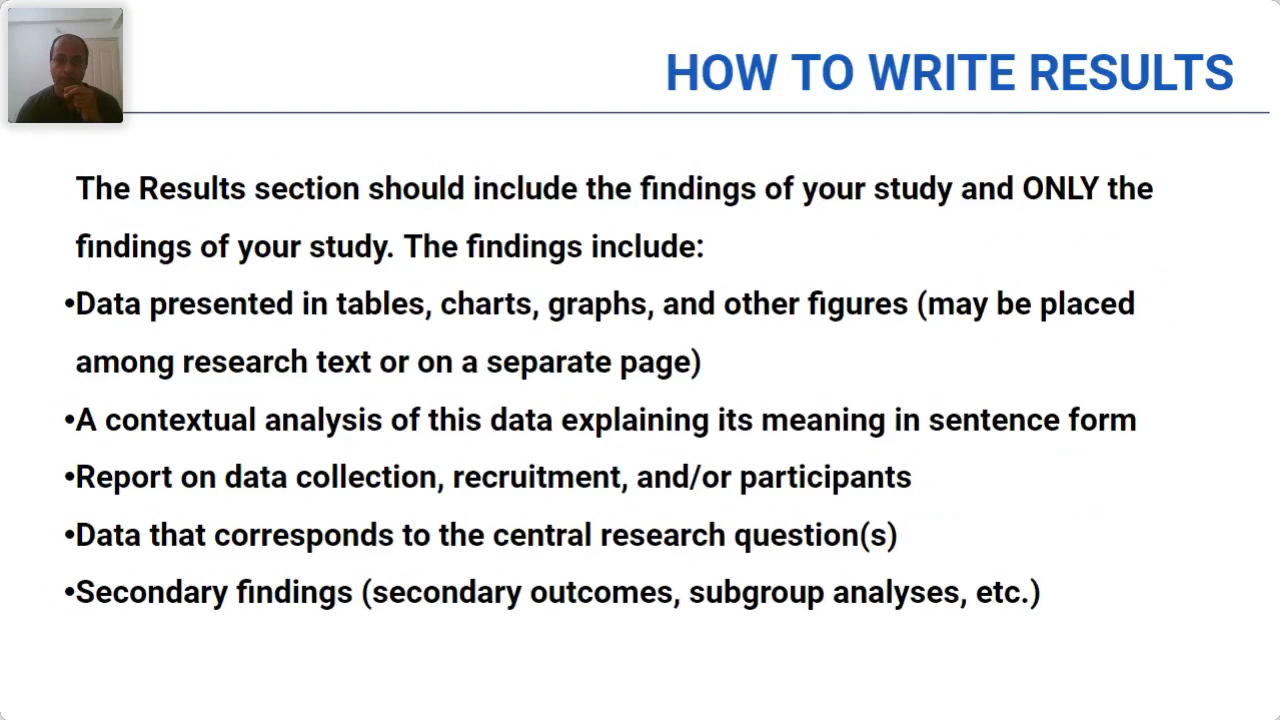 HOW TO WRITE RESULTS
The Results section should include the findings of your study and ONLY the
findings of your study. The findings include:
•Data presented in tables, charts, graphs, and other figures (may be placed
among research text or on a separate page)
•A contextual analysis of this data explaining its meaning in sentence form
•Report on data collection, recruitment, and/or participants
•Data that corresponds to the central research question(s)
•Secondary findings (secondary outcomes, subgroup analyses, etc.)